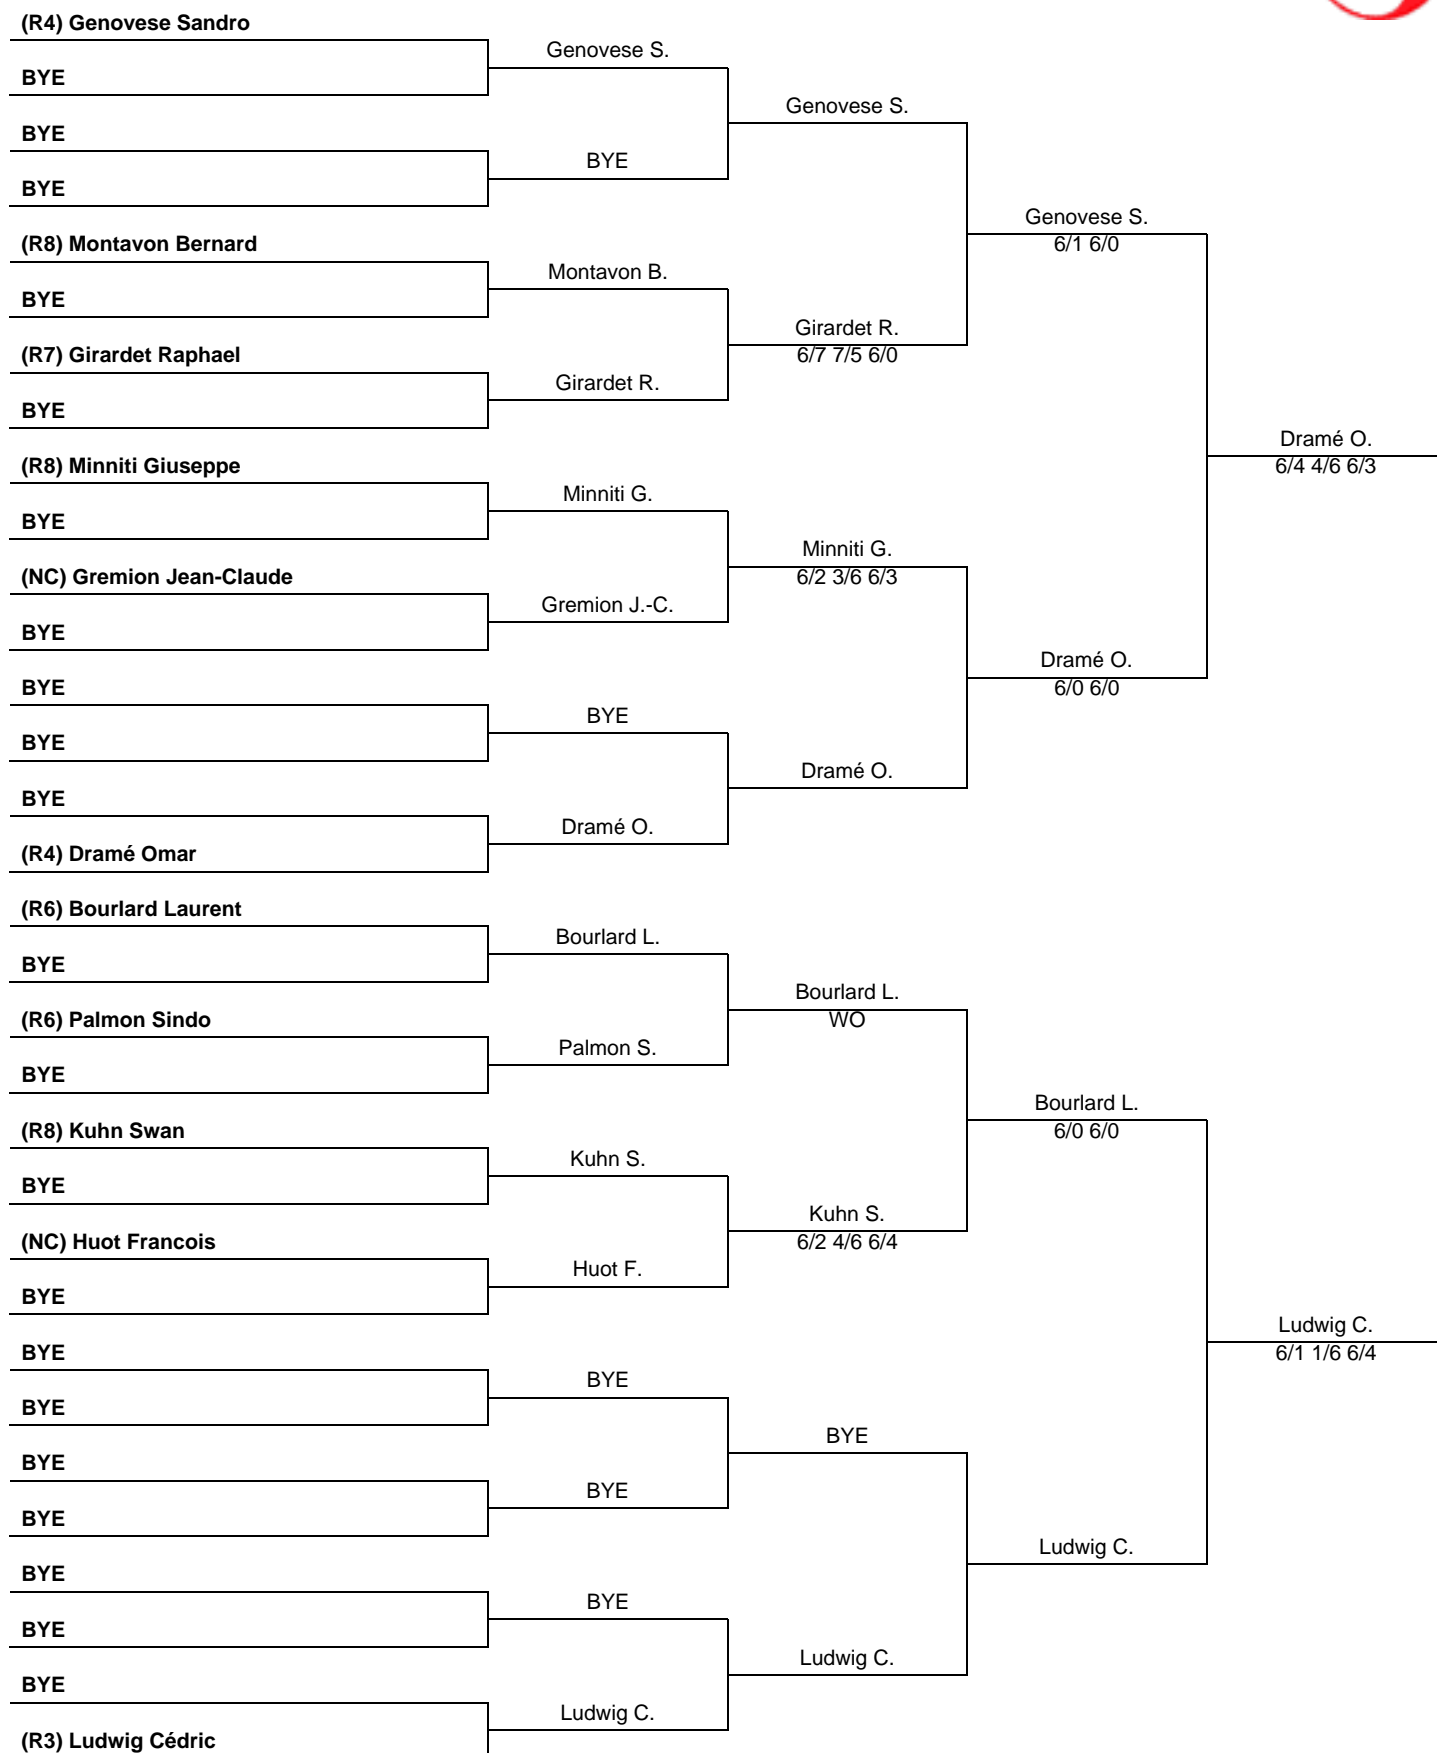 (R4) Genovese Sandro
BYE
BYE
BYE
(R8) Montavon Bernard
BYE
(R7) Girardet Raphael
BYE
(R8) Minniti Giuseppe
BYE
(NC) Gremion Jean-Claude
BYE
BYE
BYE
BYE
(R4) Dramé Omar
(R6) Bourlard Laurent
BYE
(R6) Palmon Sindo
BYE
(R8) Kuhn Swan
BYE
(NC) Huot Francois
BYE
BYE
BYE
BYE
BYE
BYE
BYE
BYE
(R3) Ludwig Cédric
Genovese S.
BYE
Montavon B.
Girardet R.
Minniti G.
Gremion J.-C.
BYE
Dramé O.
Bourlard L.
Palmon S.
Kuhn S.
Huot F.
BYE
BYE
BYE
Ludwig C.
Genovese S.
Girardet R.
6/7 7/5 6/0
Minniti G.
6/2 3/6 6/3
Dramé O.
Bourlard L.
WO
Kuhn S.
6/2 4/6 6/4
BYE
Ludwig C.
Genovese S.
6/1 6/0
Dramé O.
6/0 6/0
Bourlard L.
6/0 6/0
Ludwig C.
Dramé O.
6/4 4/6 6/3
Ludwig C.
6/1 1/6 6/4